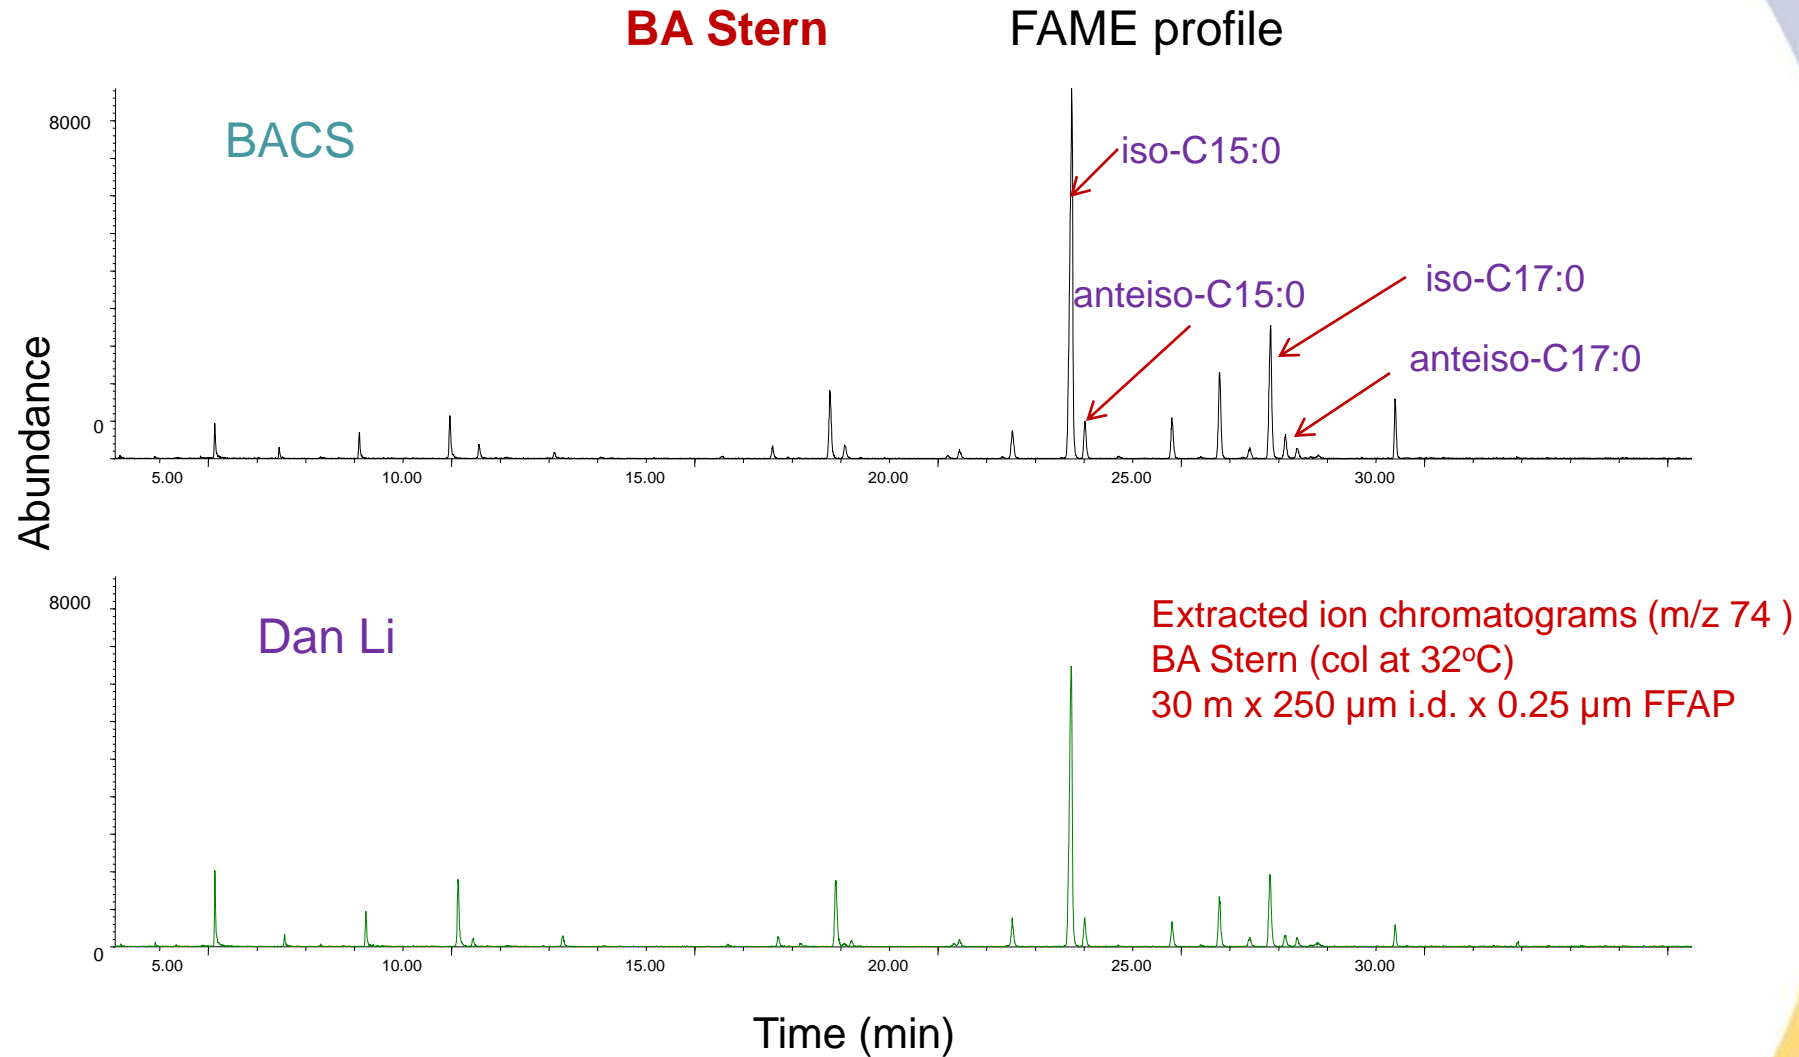 BA Stern FAME profile
8000
BACS
iso-C15:0
anteiso-C15:0
iso-C17:0
anteiso-C17:0
0
5.00 10.00 15.00 20.00 25.00 30.00
Abundance
8000
Dan Li
Extracted ion chromatograms (m/z 74 )
BA Stern (col at 32ºC)
30 m x 250 µm i.d. x 0.25 µm FFAP
0
5.00 10.00 15.00 20.00 25.00 30.00
Time (min)